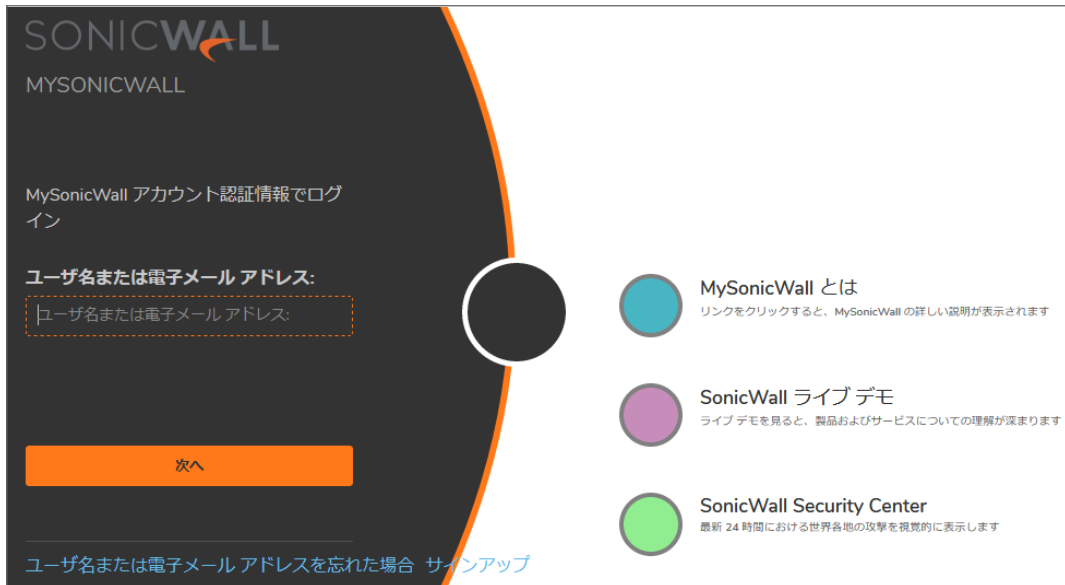 SONICWALL
MYSONICWALL
MySonicWall アカウント認証情報でログ
イン
ユーザ名または電子メール アドレス:
ユーザ名または電子メール アドレス:
次へ
ユーザ名または電子メール アドレスを忘れた場合 サインアップ
MySonicWall とは
リンクをクリックすると、MySonicWall の詳しい説明が表示されます
SonicWall ライブ デモ
ライブ デモを見ると、製品およびサービスについての理解が深まります
SonicWall Security Center
最新 24 時間における世界各地の攻撃を視覚的に表示します